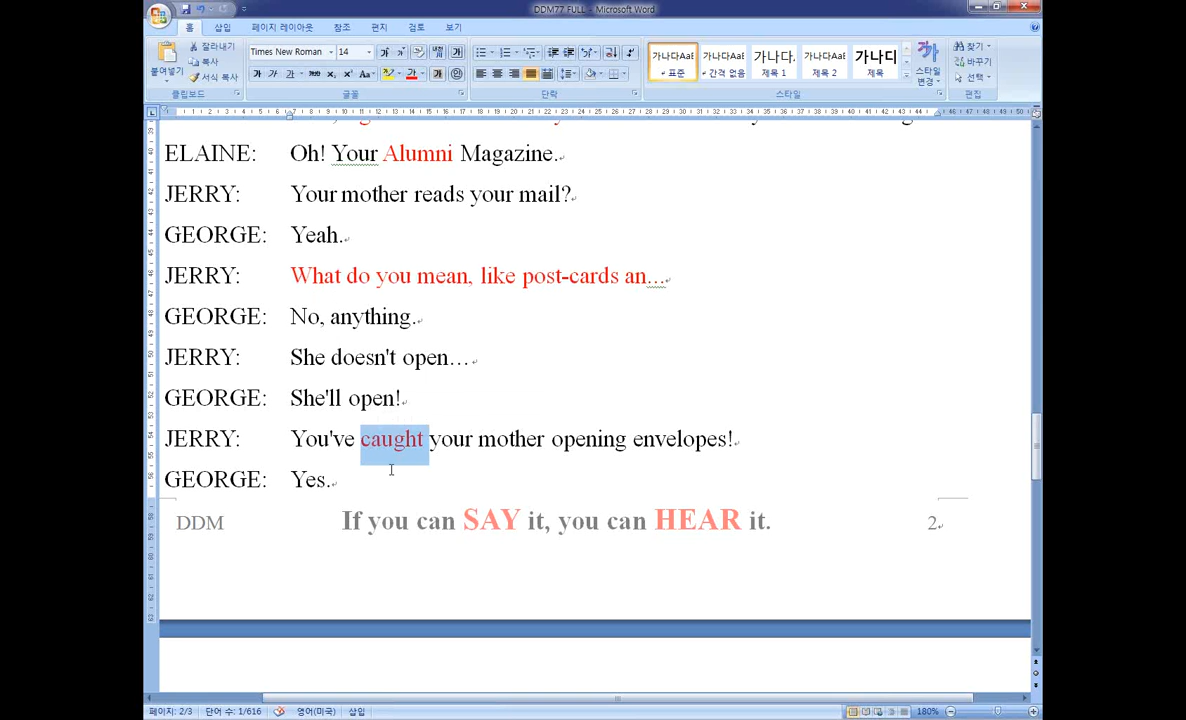 DDM77 FULL - Microsoft Word
홈 삽입 페이지 레이아웃 참조 편지 검토 보기
붙여넣기 잘라내기 복사 서식 복사 클립보드
Times New Roman 14 글꼴
단락
가나다AaB 표준 가나다AaB 간격 없음 가나다. 제목 1 가나다AaB 제목 2 가나디 제목 스타일 변경 스타일
찾기 바꾸기 선택 편집
ELAINE: Oh! Your Alumni Magazine.
JERRY: Your mother reads your mail?
GEORGE: Yeah.
JERRY: What do you mean, like post-cards an...
GEORGE: No, anything.
JERRY: She doesn't open…
GEORGE: She'll open!
JERRY: You've caught your mother opening envelopes!
GEORGE: Yes.
DDM If you can SAY it, you can HEAR it. 2
페이지: 2/3 단어 수: 1/616 영어(미국) 삽입 180%